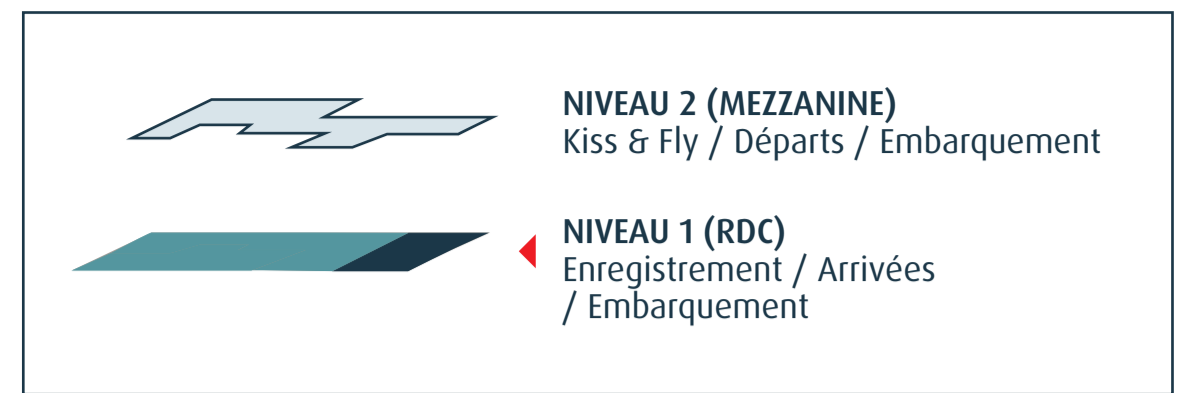 NIVEAU 2 (MEZZANINE)
Kiss & Fly / Départs / Embarquement
NIVEAU 1 (RDC)
Enregistrement / Arrivées
/ Embarquement